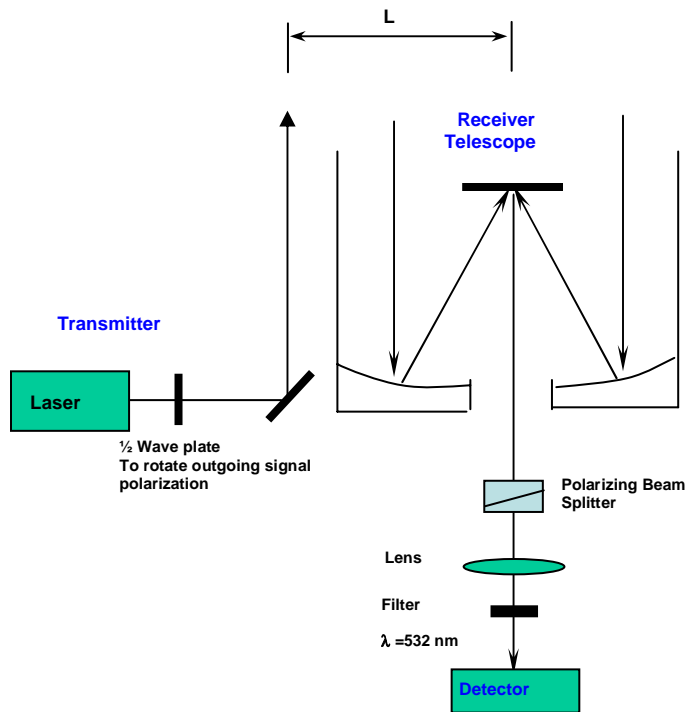 L
Receiver
Telescope
Transmitter
Laser
½ Wave plate
To rotate outgoing signal
polarization
Polarizing Beam
Splitter
Lens
Filter
λ =532 nm
Detector